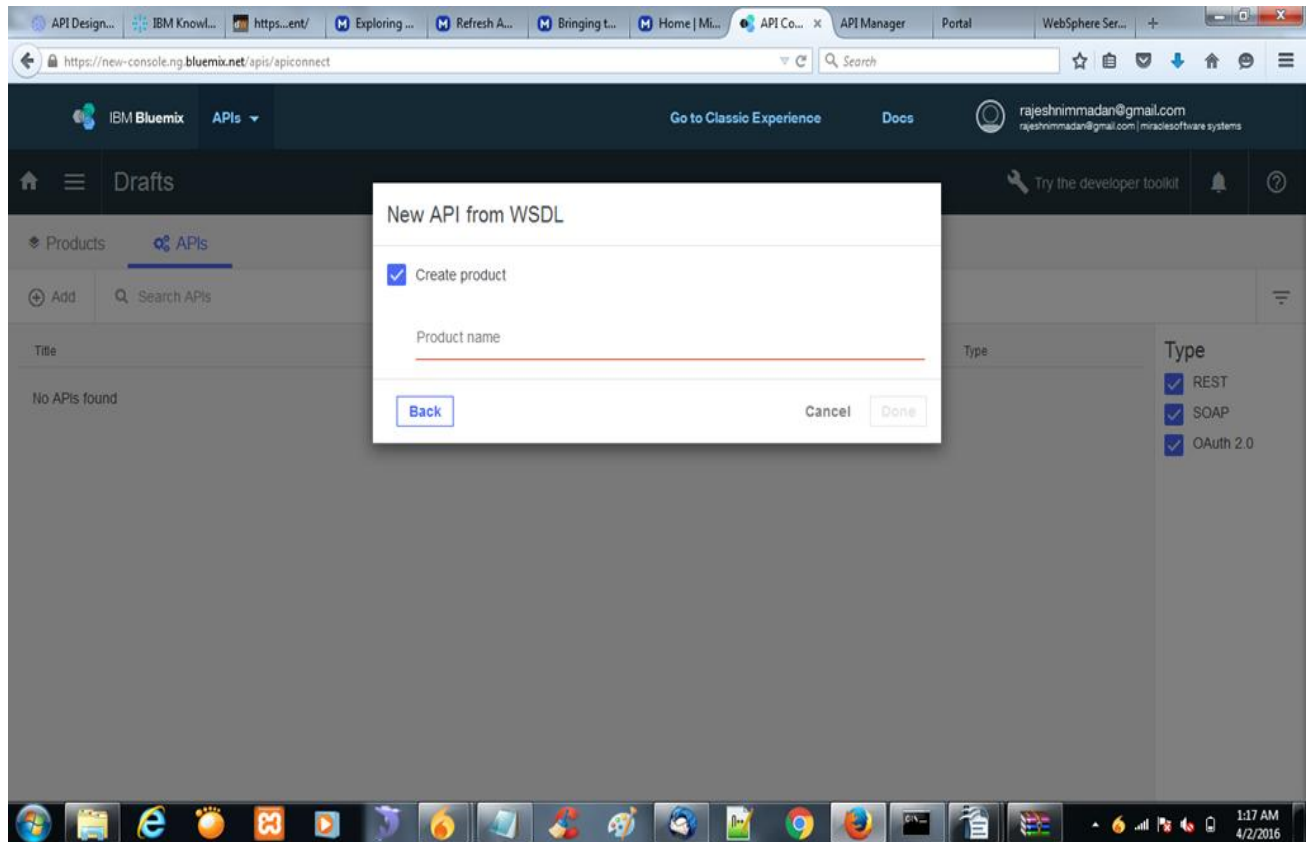 API Design... IBM Knowl... https...ent/ Exploring ... Refresh A... Bringing t... Home | Mi... API Co... × API Manager Portal WebSphere Ser... +
https://new-console.ng.bluemix.net/apis/apiconnect Search
IBM Bluemix APIs Go to Classic Experience Docs rajeshnimmadan@gmail.com
rajeshnimmadan@gmail.com | miraclesoftware systems
Drafts Try the developer toolkit
Products APIs
Add Search APIs
Title Type
No APIs found
New API from WSDL
Create product
Product name
Back Cancel Done
Type
REST
SOAP
OAuth 2.0
1:17 AM
4/2/2016